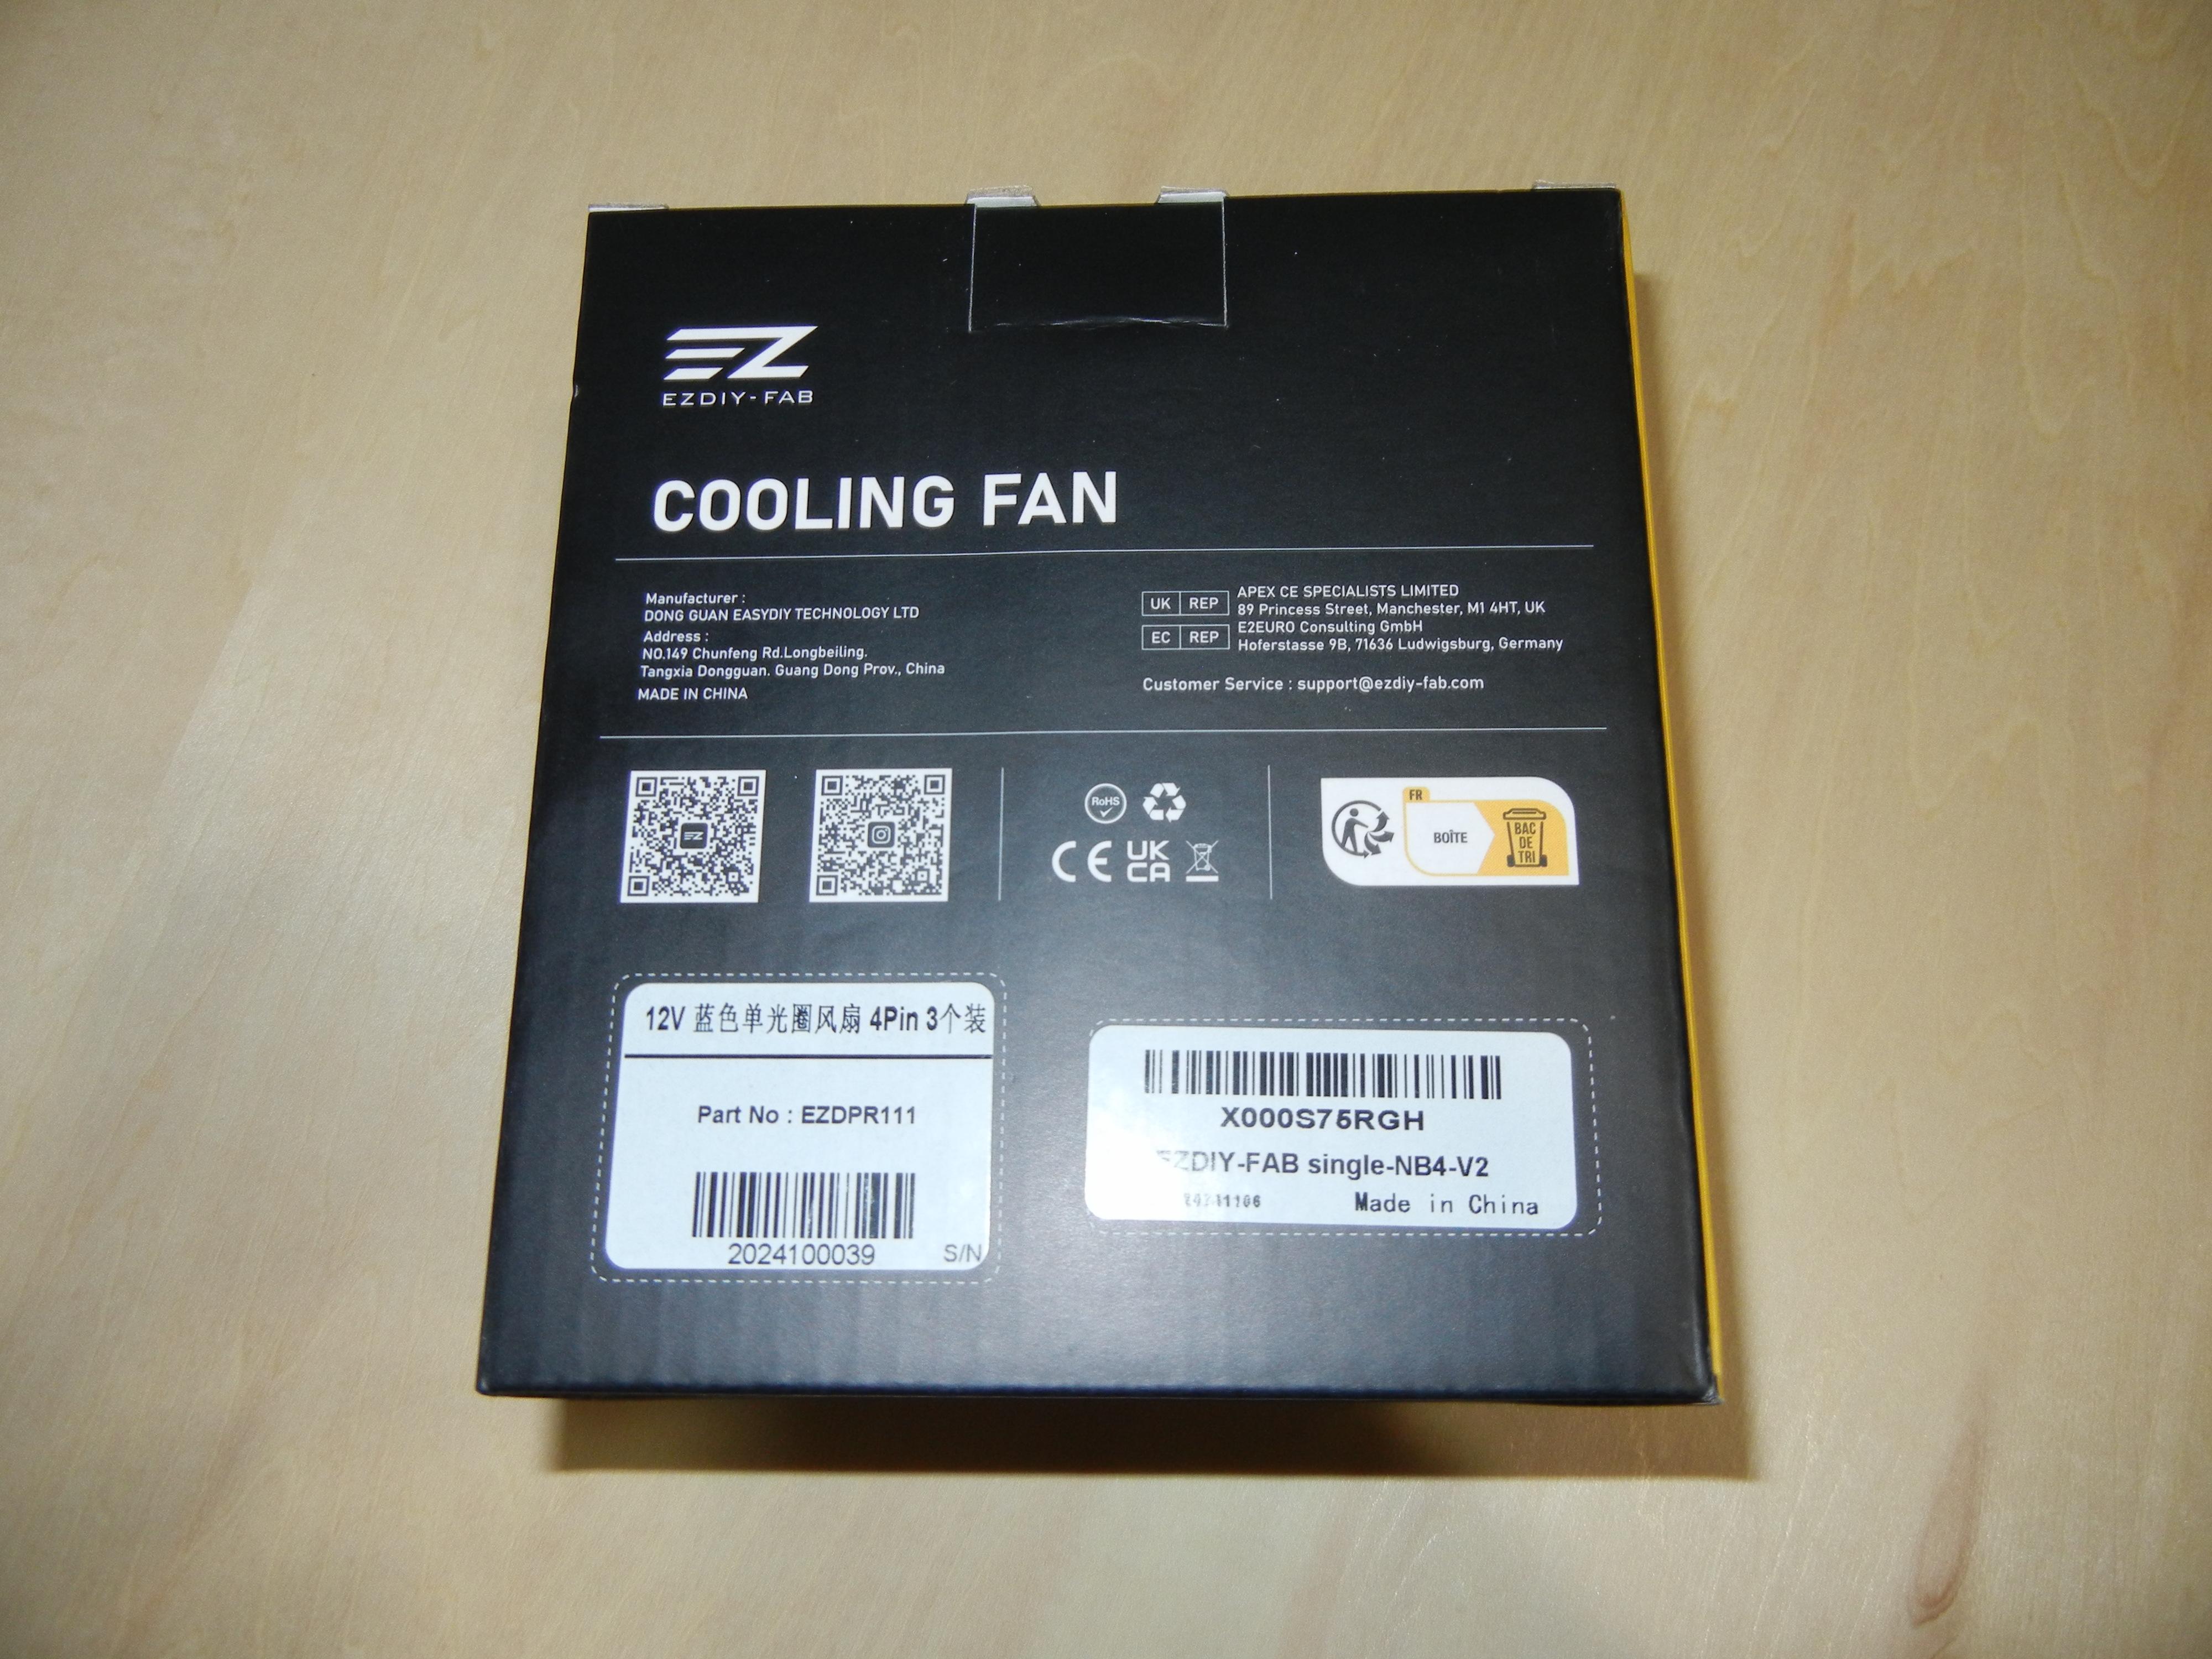 EZ
EZDIY-FAB
COOLING FAN
Manufacturer :
DONG GUAN EASYDIY TECHNOLOGY LTD
Address :
NO.149 Chunfeng Rd.Longbeiling.
Tangxia Dongguan. Guang Dong Prov., China
MADE IN CHINA
UK REP APEX CE SPECIALISTS LIMITED
89 Princess Street, Manchester, M1 4HT, UK
EC REP E2EURO Consulting GmbH
Hoferstasse 9B, 71636 Ludwigsburg, Germany
Customer Service : support@ezdiy-fab.com
RoHS
CE
UK
CA
FR
BOÎTE
BAC
DE
TRI
12V 蓝色单光圈风扇 4Pin 3个装
Part No : EZDPR111
2024100039 S/N
X000S75RGH
EZDIY-FAB single-NB4-V2
Made in China